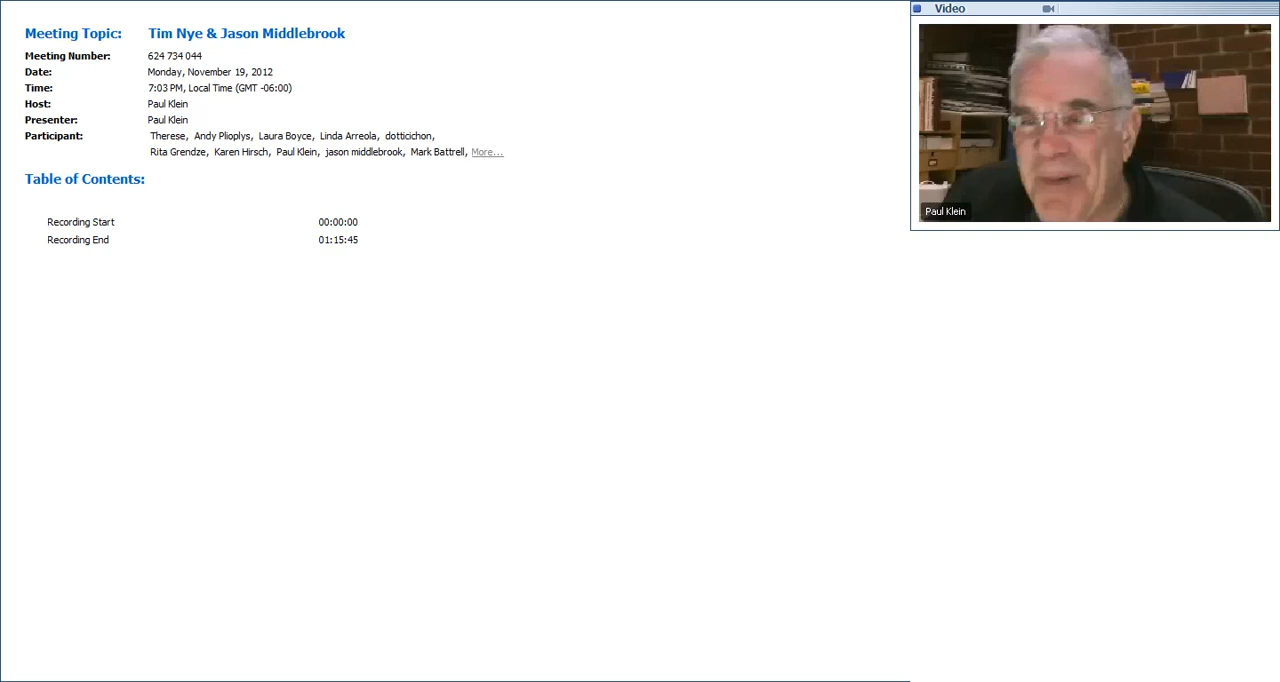 Meeting Topic: Tim Nye & Jason Middlebrook
Meeting Number: 624 734 044
Date: Monday, November 19, 2012
Time: 7:03 PM, Local Time (GMT -06:00)
Host: Paul Klein
Presenter: Paul Klein
Participant: Therese, Andy Plioplys, Laura Boyce, Linda Arreola, dotticichon,
Rita Grendze, Karen Hirsch, Paul Klein, jason middlebrook, Mark Battrell, More...
Table of Contents:
Recording Start 00:00:00
Recording End 01:15:45
Video
Paul Klein